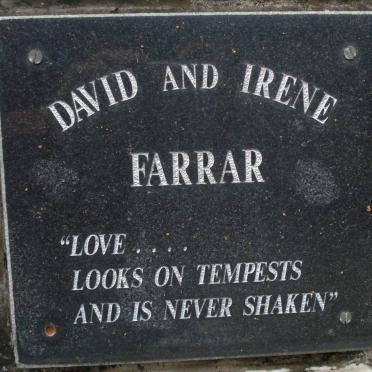 DAVID AND IRENE
FARRAR
"LOVE . . . .
LOOKS ON TEMPESTS
AND IS NEVER SHAKEN"